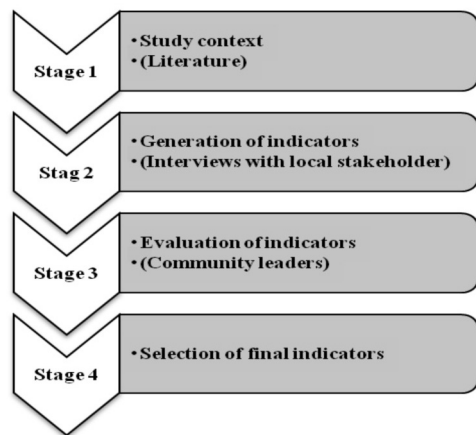 Stage 1
• Study context
• (Literature)
Stag 2
• Generation of indicators
• (Interviews with local stakeholder)
Stage 3
• Evaluation of indicators
• (Community leaders)
Stage 4
• Selection of final indicators